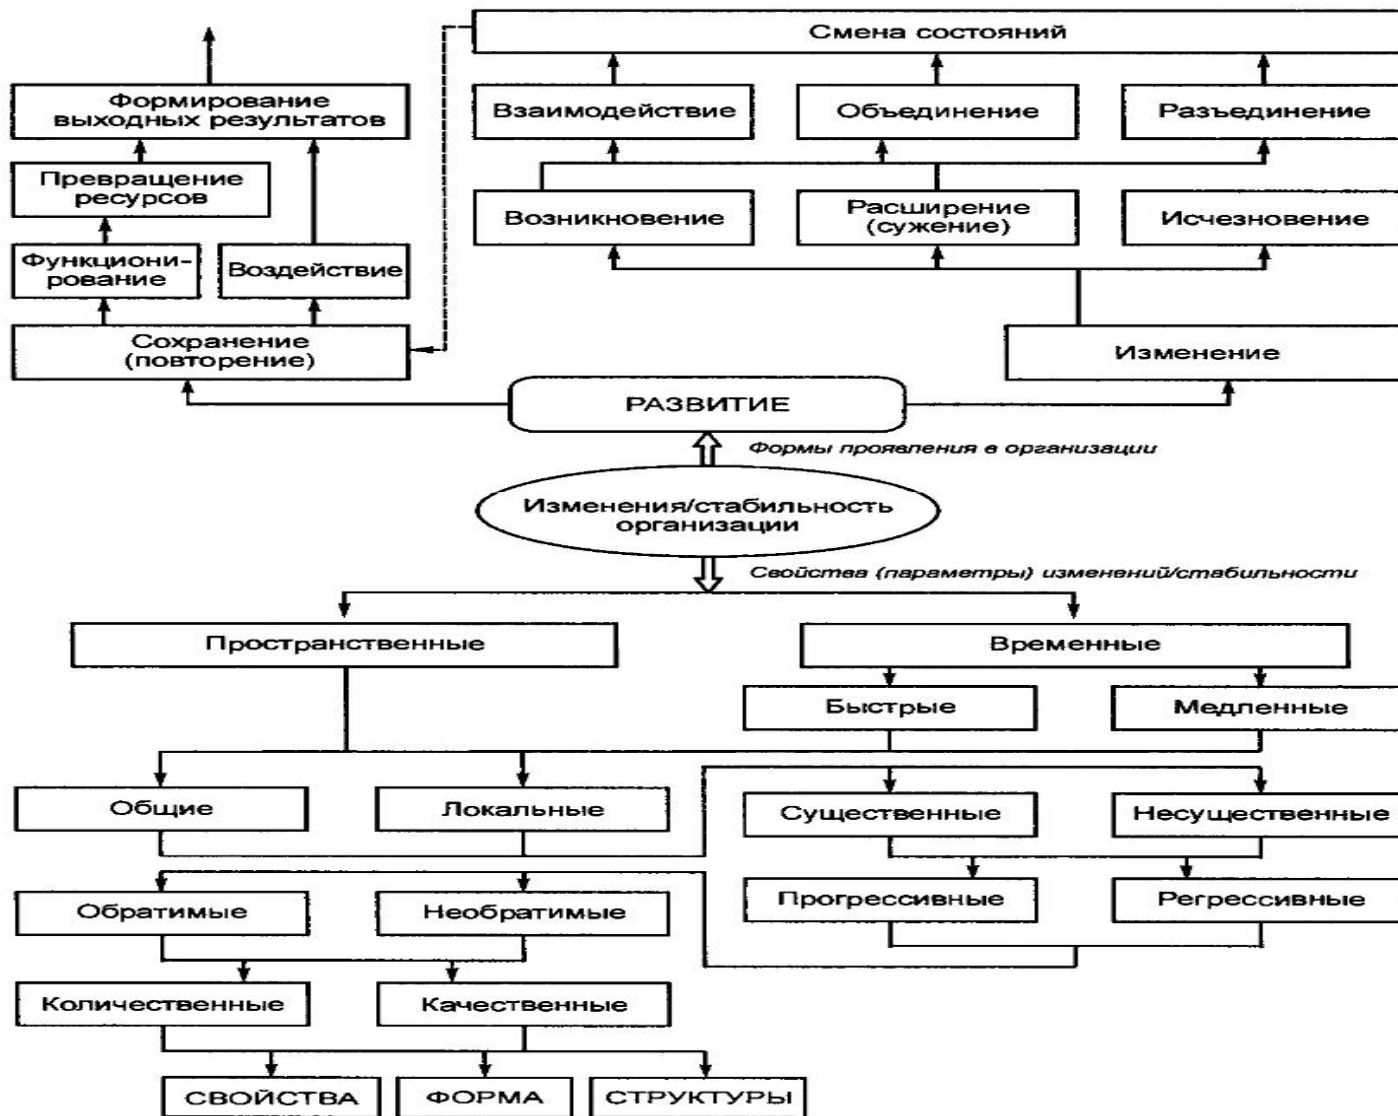 Смена состояний
Формирование
выходных результатов
Взаимодействие
Объединение
Разъединение
Превращение
ресурсов
Возникновение
Расширение
(сужение)
Исчезновение
Функциони-
рование
Воздействие
Сохранение
(повторение)
Изменение
РАЗВИТИЕ
Формы проявления в организации
Изменения/стабильность
организации
Свойства (параметры) изменений/стабильности
Пространственные
Временные
Быстрые
Медленные
Общие
Локальные
Существенные
Несущественные
Обратимые
Необратимые
Прогрессивные
Регрессивные
Количественные
Качественные
СВОЙСТВА
ФОРМА
СТРУКТУРЫ